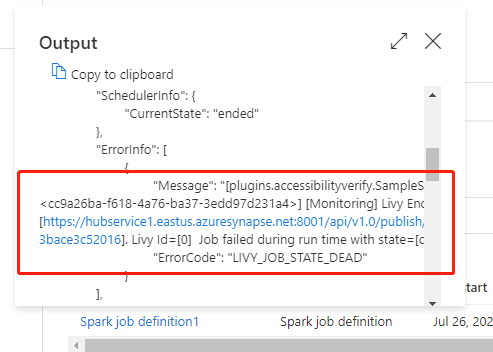 Output
Copy to clipboard
"SchedulerInfo": {
"CurrentState": "ended"
},
"ErrorInfo": [
{
"Message": "[plugins.accessibilityverify.SampleS
<cc9a26ba-f618-4a76-ba37-3edd97d231a4>] [Monitoring] Livy End
[https://hubservice1.eastus.azuresynapse.net:8001/api/v1.0/publish/
3bace3c52016]. Livy Id=[0] Job failed during run time with state=[d
"ErrorCode": "LIVY_JOB_STATE_DEAD"
}
],
start
Spark job definition1 Spark job definition Jul 26, 202